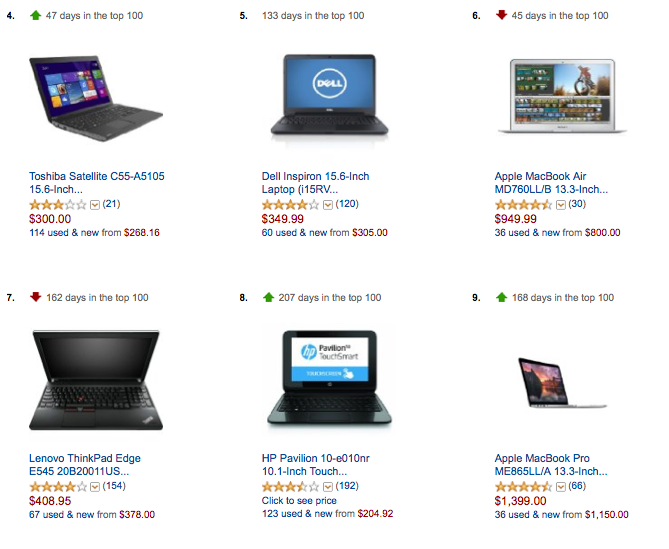 4. 47 days in the top 100
5. 133 days in the top 100
6. 45 days in the top 100
DELL
Toshiba Satellite C55-A5105
15.6-Inch...
(21)
$300.00
114 used & new from $268.16
Dell Inspiron 15.6-Inch
Laptop (i15RV...
(120)
$349.99
60 used & new from $305.00
Apple MacBook Air
MD760LL/B 13.3-Inch...
(30)
$949.99
36 used & new from $800.00
7. 162 days in the top 100
8. 207 days in the top 100
9. 168 days in the top 100
hp Pavilion
TouchSmart
TOUCHSCREEN
Lenovo ThinkPad Edge
E545 20B20011US...
(154)
$408.95
67 used & new from $378.00
HP Pavilion 10-e010nr
10.1-Inch Touch...
(192)
Click to see price
123 used & new from $204.92
Apple MacBook Pro
ME865LL/A 13.3-Inch...
(66)
$1,399.00
36 used & new from $1,150.00